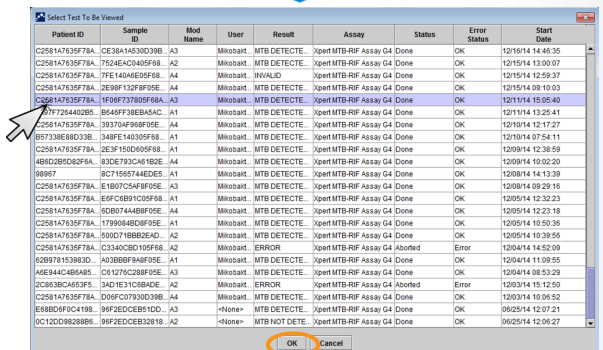 Select Test To Be Viewed
Patient ID Sample ID Mod Name User Result Assay Status Error Status Start Date
C2581A7635F78A... CE38A1A530D39B... A3 Mikobakt... MTB DETECTE... Xpert MTB-RIF Assay G4 Done OK 12/16/14 14:46:35
C2581A7635F78A... 7524EAC0405F68... A2 Mikobakt... MTB DETECTE... Xpert MTB-RIF Assay G4 Done OK 12/15/14 13:00:07
C2581A7635F78A... 7FE140A6E05F68... A4 Mikobakt... INVALID Xpert MTB-RIF Assay G4 Done OK 12/15/14 12:59:37
C2581A7635F78A... 2E98F132F8F05E... A4 Mikobakt... MTB DETECTE... Xpert MTB-RIF Assay G4 Done OK 12/15/14 09:10:03
C2581A7635F78A... 1F06F737805F68A... A3 Mikobakt... MTB DETECTE... Xpert MTB-RIF Assay G4 Done OK 12/11/14 15:05:40
B646FF38EBA5AC... A1 Mikobakt... MTB DETECTE... Xpert MTB-RIF Assay G4 Done OK 12/11/14 13:25:41
C2581A7635F78A... 39370AF968F05E... A4 Mikobakt... MTB DETECTE... Xpert MTB-RIF Assay G4 Done OK 12/10/14 12:17:27
B57338E88D33B... 348FE140305F68... A1 Mikobakt... MTB DETECTE... Xpert MTB-RIF Assay G4 Done OK 12/10/14 07:54:11
C2581A7635F78A... 2E3F150D605F68... A1 Mikobakt... MTB DETECTE... Xpert MTB-RIF Assay G4 Done OK 12/09/14 12:38:59
4B6D2B5D82F6A... 83DE793CA61B2E... A4 Mikobakt... MTB DETECTE... Xpert MTB-RIF Assay G4 Done OK 12/09/14 10:02:20
98967 8C71565744EDE5... A1 Mikobakt... MTB DETECTE... Xpert MTB-RIF Assay G4 Done OK 12/08/14 14:13:39
C2581A7635F78A... E1B07C5AF8F05E... A3 Mikobakt... MTB DETECTE... Xpert MTB-RIF Assay G4 Done OK 12/08/14 09:29:16
C2581A7635F78A... E6FC6B91C05F68... A1 Mikobakt... MTB DETECTE... Xpert MTB-RIF Assay G4 Done OK 12/05/14 12:32:23
C2581A7635F78A... 6DB074A4B8F05E... A4 Mikobakt... MTB DETECTE... Xpert MTB-RIF Assay G4 Done OK 12/05/14 12:23:18
C2581A7635F78A... 1799084BD8F05E... A1 Mikobakt... MTB DETECTE... Xpert MTB-RIF Assay G4 Done OK 12/05/14 10:50:36
C2581A7635F78A... 500D71BBB2EAD... A2 Mikobakt... MTB DETECTE... Xpert MTB-RIF Assay G4 Done OK 12/05/14 10:39:56
C2581A7635F78A... C3340CBD105F68... A2 Mikobakt... ERROR Xpert MTB-RIF Assay G4 Aborted Error 12/04/14 14:52:09
62B978153983D... A03BBBF9A8F05E... A1 Mikobakt... MTB DETECTE... Xpert MTB-RIF Assay G4 Done OK 12/04/14 11:09:55
A6E944C4B6A85... C61276C288F05E... A3 Mikobakt... MTB DETECTE... Xpert MTB-RIF Assay G4 Done OK 12/04/14 08:53:29
2C863BCA653F5... 3AD1E31C6BADE... A2 Mikobakt... ERROR Xpert MTB-RIF Assay G4 Aborted Error 12/03/14 15:12:50
C2581A7635F78A... D06FC07930D39B... A4 Mikobakt... MTB DETECTE... Xpert MTB-RIF Assay G4 Done OK 12/03/14 10:06:52
E68BD6F0C4198... 96F2EDCEB51DD... A3 <None> MTB DETECTE... Xpert MTB-RIF Assay G4 Done OK 06/25/14 12:07:21
0C12DD98288B6... 96F2EDCEB32818... A2 <None> MTB NOT DETE... Xpert MTB-RIF Assay G4 Done OK 06/25/14 12:06:27
OK Cancel